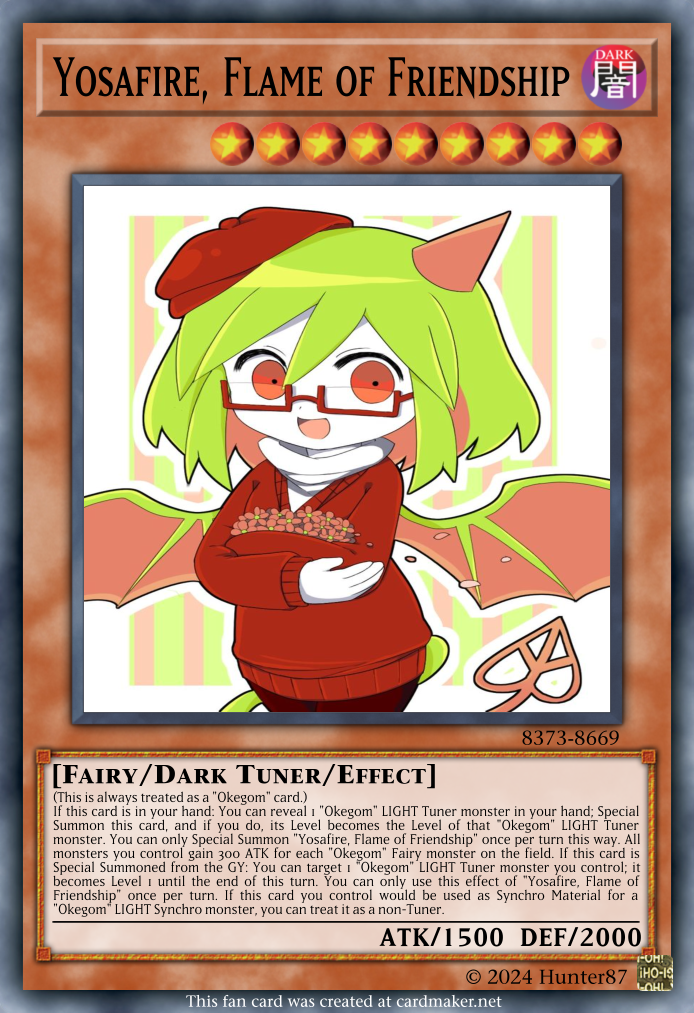 Yosafire, Flame of Friendship
DARK
闇
8373-8669
[Fairy/Dark Tuner/Effect]
(This is always treated as a "Okegom" card.)
If this card is in your hand: You can reveal 1 "Okegom" LIGHT Tuner monster in your hand; Special
Summon this card, and if you do, its Level becomes the Level of that "Okegom" LIGHT Tuner
monster. You can only Special Summon "Yosafire, Flame of Friendship" once per turn this way. All
monsters you control gain 300 ATK for each "Okegom" Fairy monster on the field. If this card is
Special Summoned from the GY: You can target 1 "Okegom" LIGHT Tuner monster you control; it
becomes Level 1 until the end of this turn. You can only use this effect of "Yosafire, Flame of
Friendship" once per turn. If this card you control would be used as Synchro Material for a
"Okegom" LIGHT Synchro monster, you can treat it as a non-Tuner.
ATK/1500 DEF/2000
© 2024 Hunter87
This fan card was created at cardmaker.net